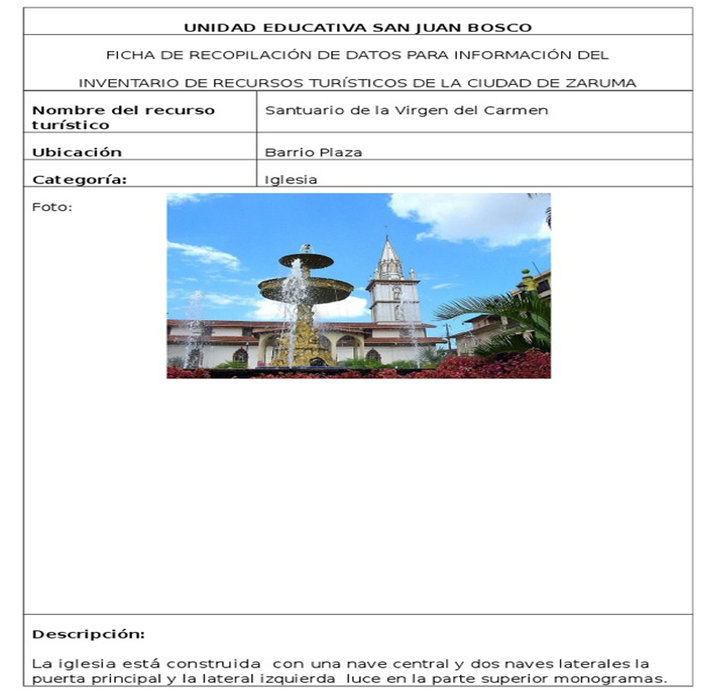 UNIDAD EDUCATIVA SAN JUAN BOSCO
FICHA DE RECOPILACIÓN DE DATOS PARA INFORMACIÓN DEL
INVENTARIO DE RECURSOS TURÍSTICOS DE LA CIUDAD DE ZARUMA
Nombre del recurso
turístico
Santuario de la Virgen del Carmen
Ubicación
Barrio Plaza
Categoría:
Iglesia
Foto:
Descripción:
La iglesia está construida con una nave central y dos naves laterales la
puerta principal y la lateral izquierda luce en la parte superior monogramas.